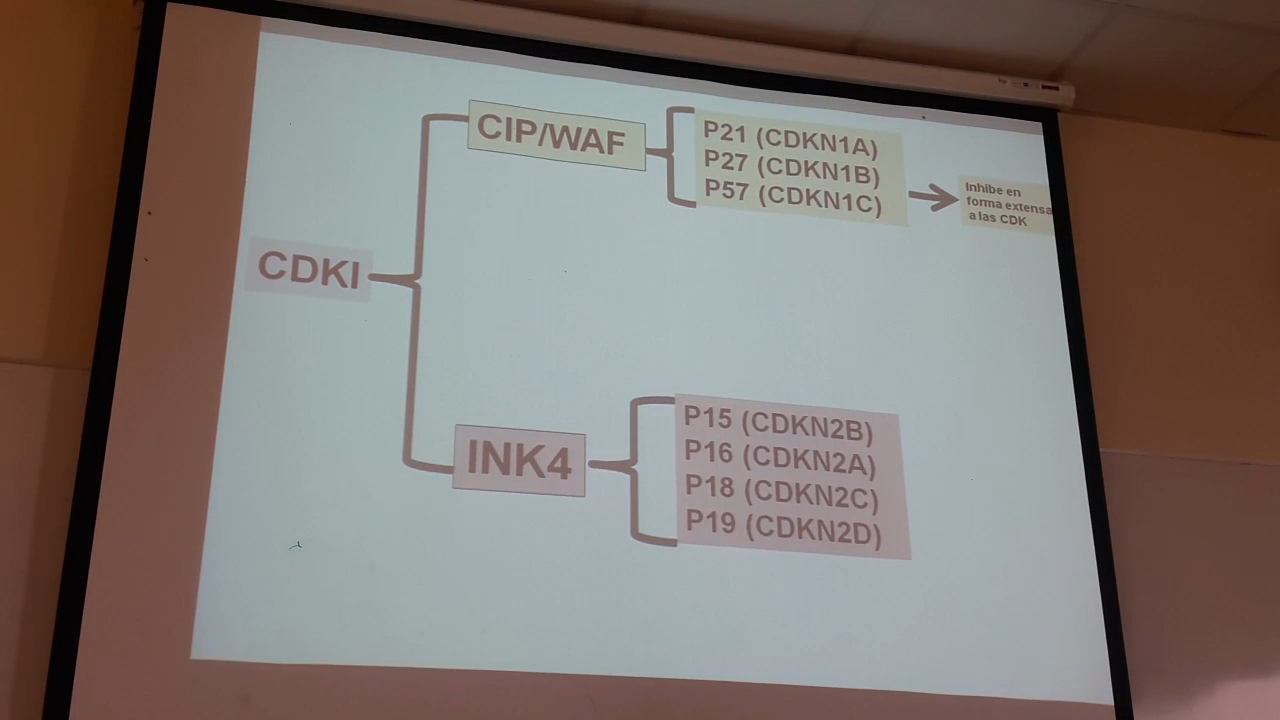 CIP/WAF
P21 (CDKN1A)
P27 (CDKN1B)
P57 (CDKN1C)
Inhibe en
forma extensa
a las CDK
CDKI
INK4
P15 (CDKN2B)
P16 (CDKN2A)
P18 (CDKN2C)
P19 (CDKN2D)